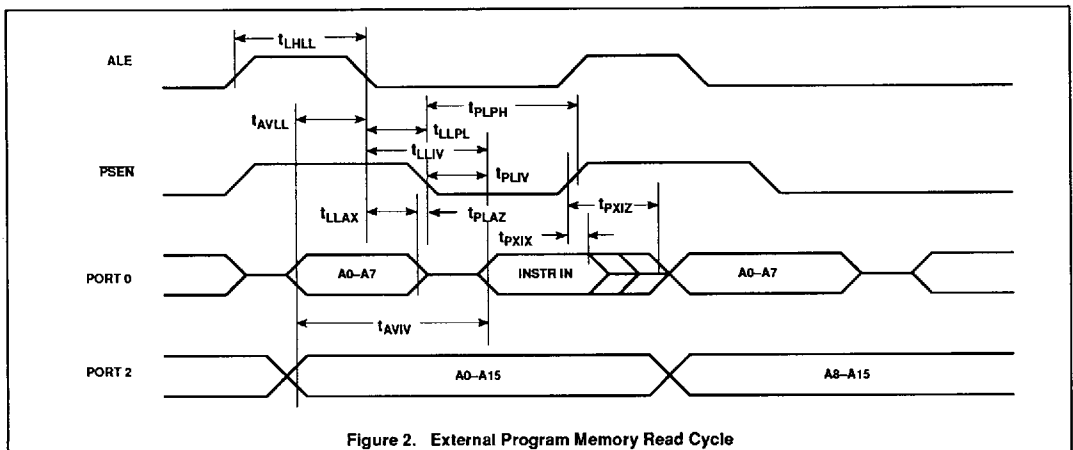 ALE
tLHLL
tPLPH
tAVLL
tLLPL
tLLIV
PSEN
tPLIV
tLLAX
tPLAZ
tPXIZ
tPXIX
PORT 0
A0–A7
INSTR IN
A0–A7
tAVIV
PORT 2
A0–A15
A8–A15
Figure 2. External Program Memory Read Cycle